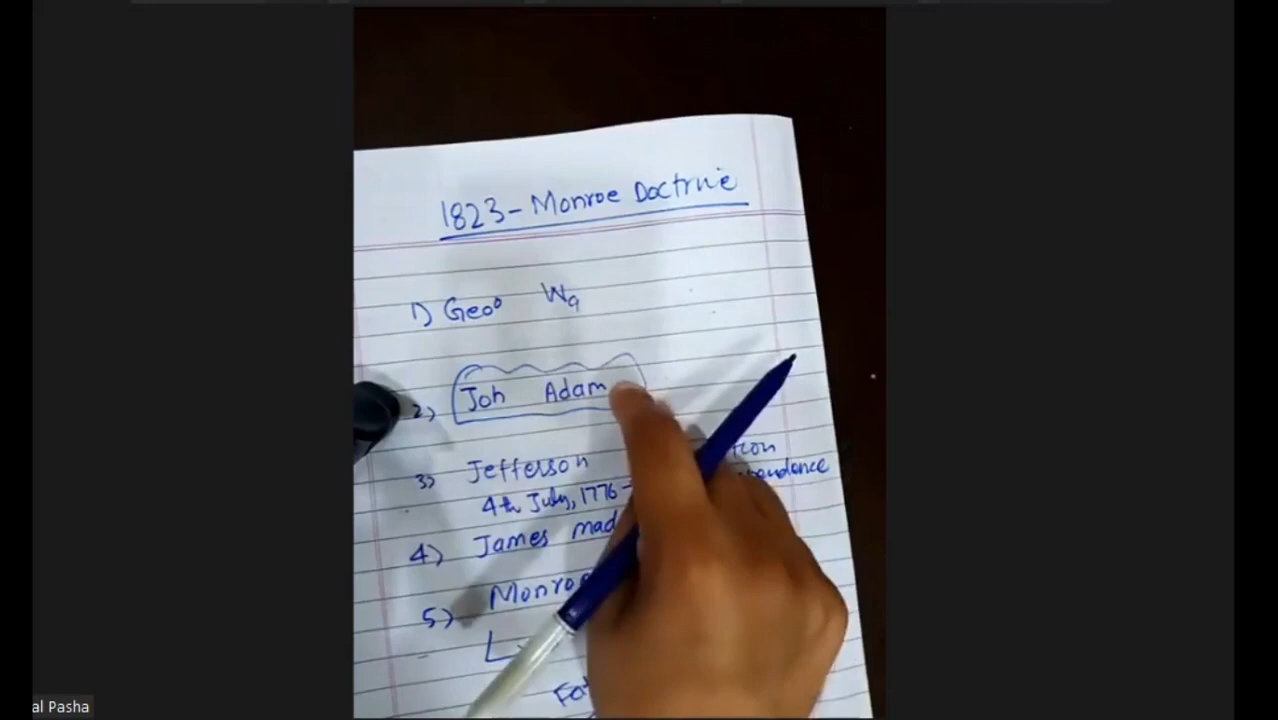 1823 - Monroe Doctrine
1) Geo Wa
2) Joh Adam
3) Jefferson
4th July, 1776 -
4) James mad
5) Monroe
al Pasha